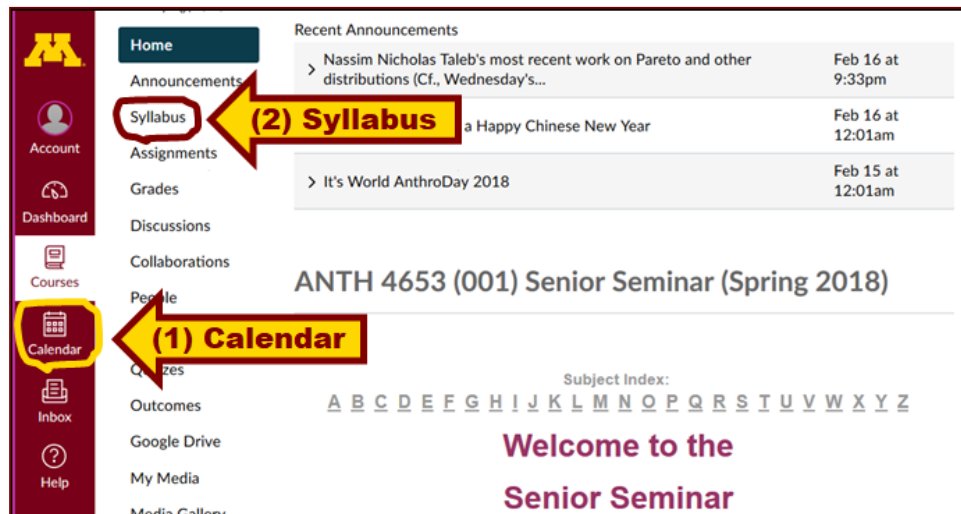 M
Account
Dashboard
Courses
Calendar
Inbox
Help
Home
Announcements
Syllabus
Assignments
Grades
Discussions
Collaborations
People
Quizzes
Outcomes
Google Drive
My Media
Media Gallery
(2) Syllabus
(1) Calendar
Recent Announcements
Nassim Nicholas Taleb's most recent work on Pareto and other
distributions (Cf., Wednesday's...
Feb 16 at
9:33pm
a Happy Chinese New Year
Feb 16 at
12:01am
It's World AnthroDay 2018
Feb 15 at
12:01am
ANTH 4653 (001) Senior Seminar (Spring 2018)
Subject Index:
A B C D E F G H I J K L M N O P Q R S T U V W X Y Z
Welcome to the
Senior Seminar